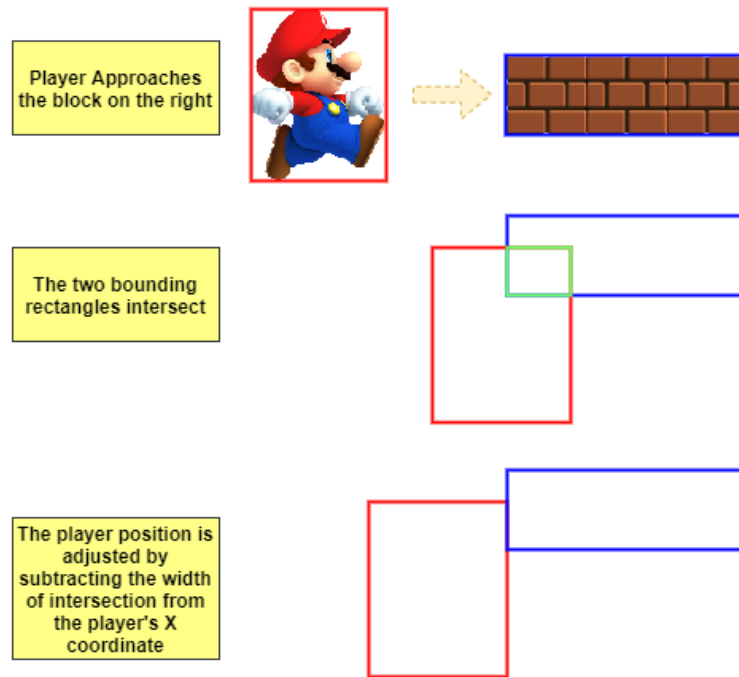 Player Approaches
the block on the right
The two bounding
rectangles intersect
The player position is
adjusted by
subtracting the width
of intersection from
the player's X
coordinate